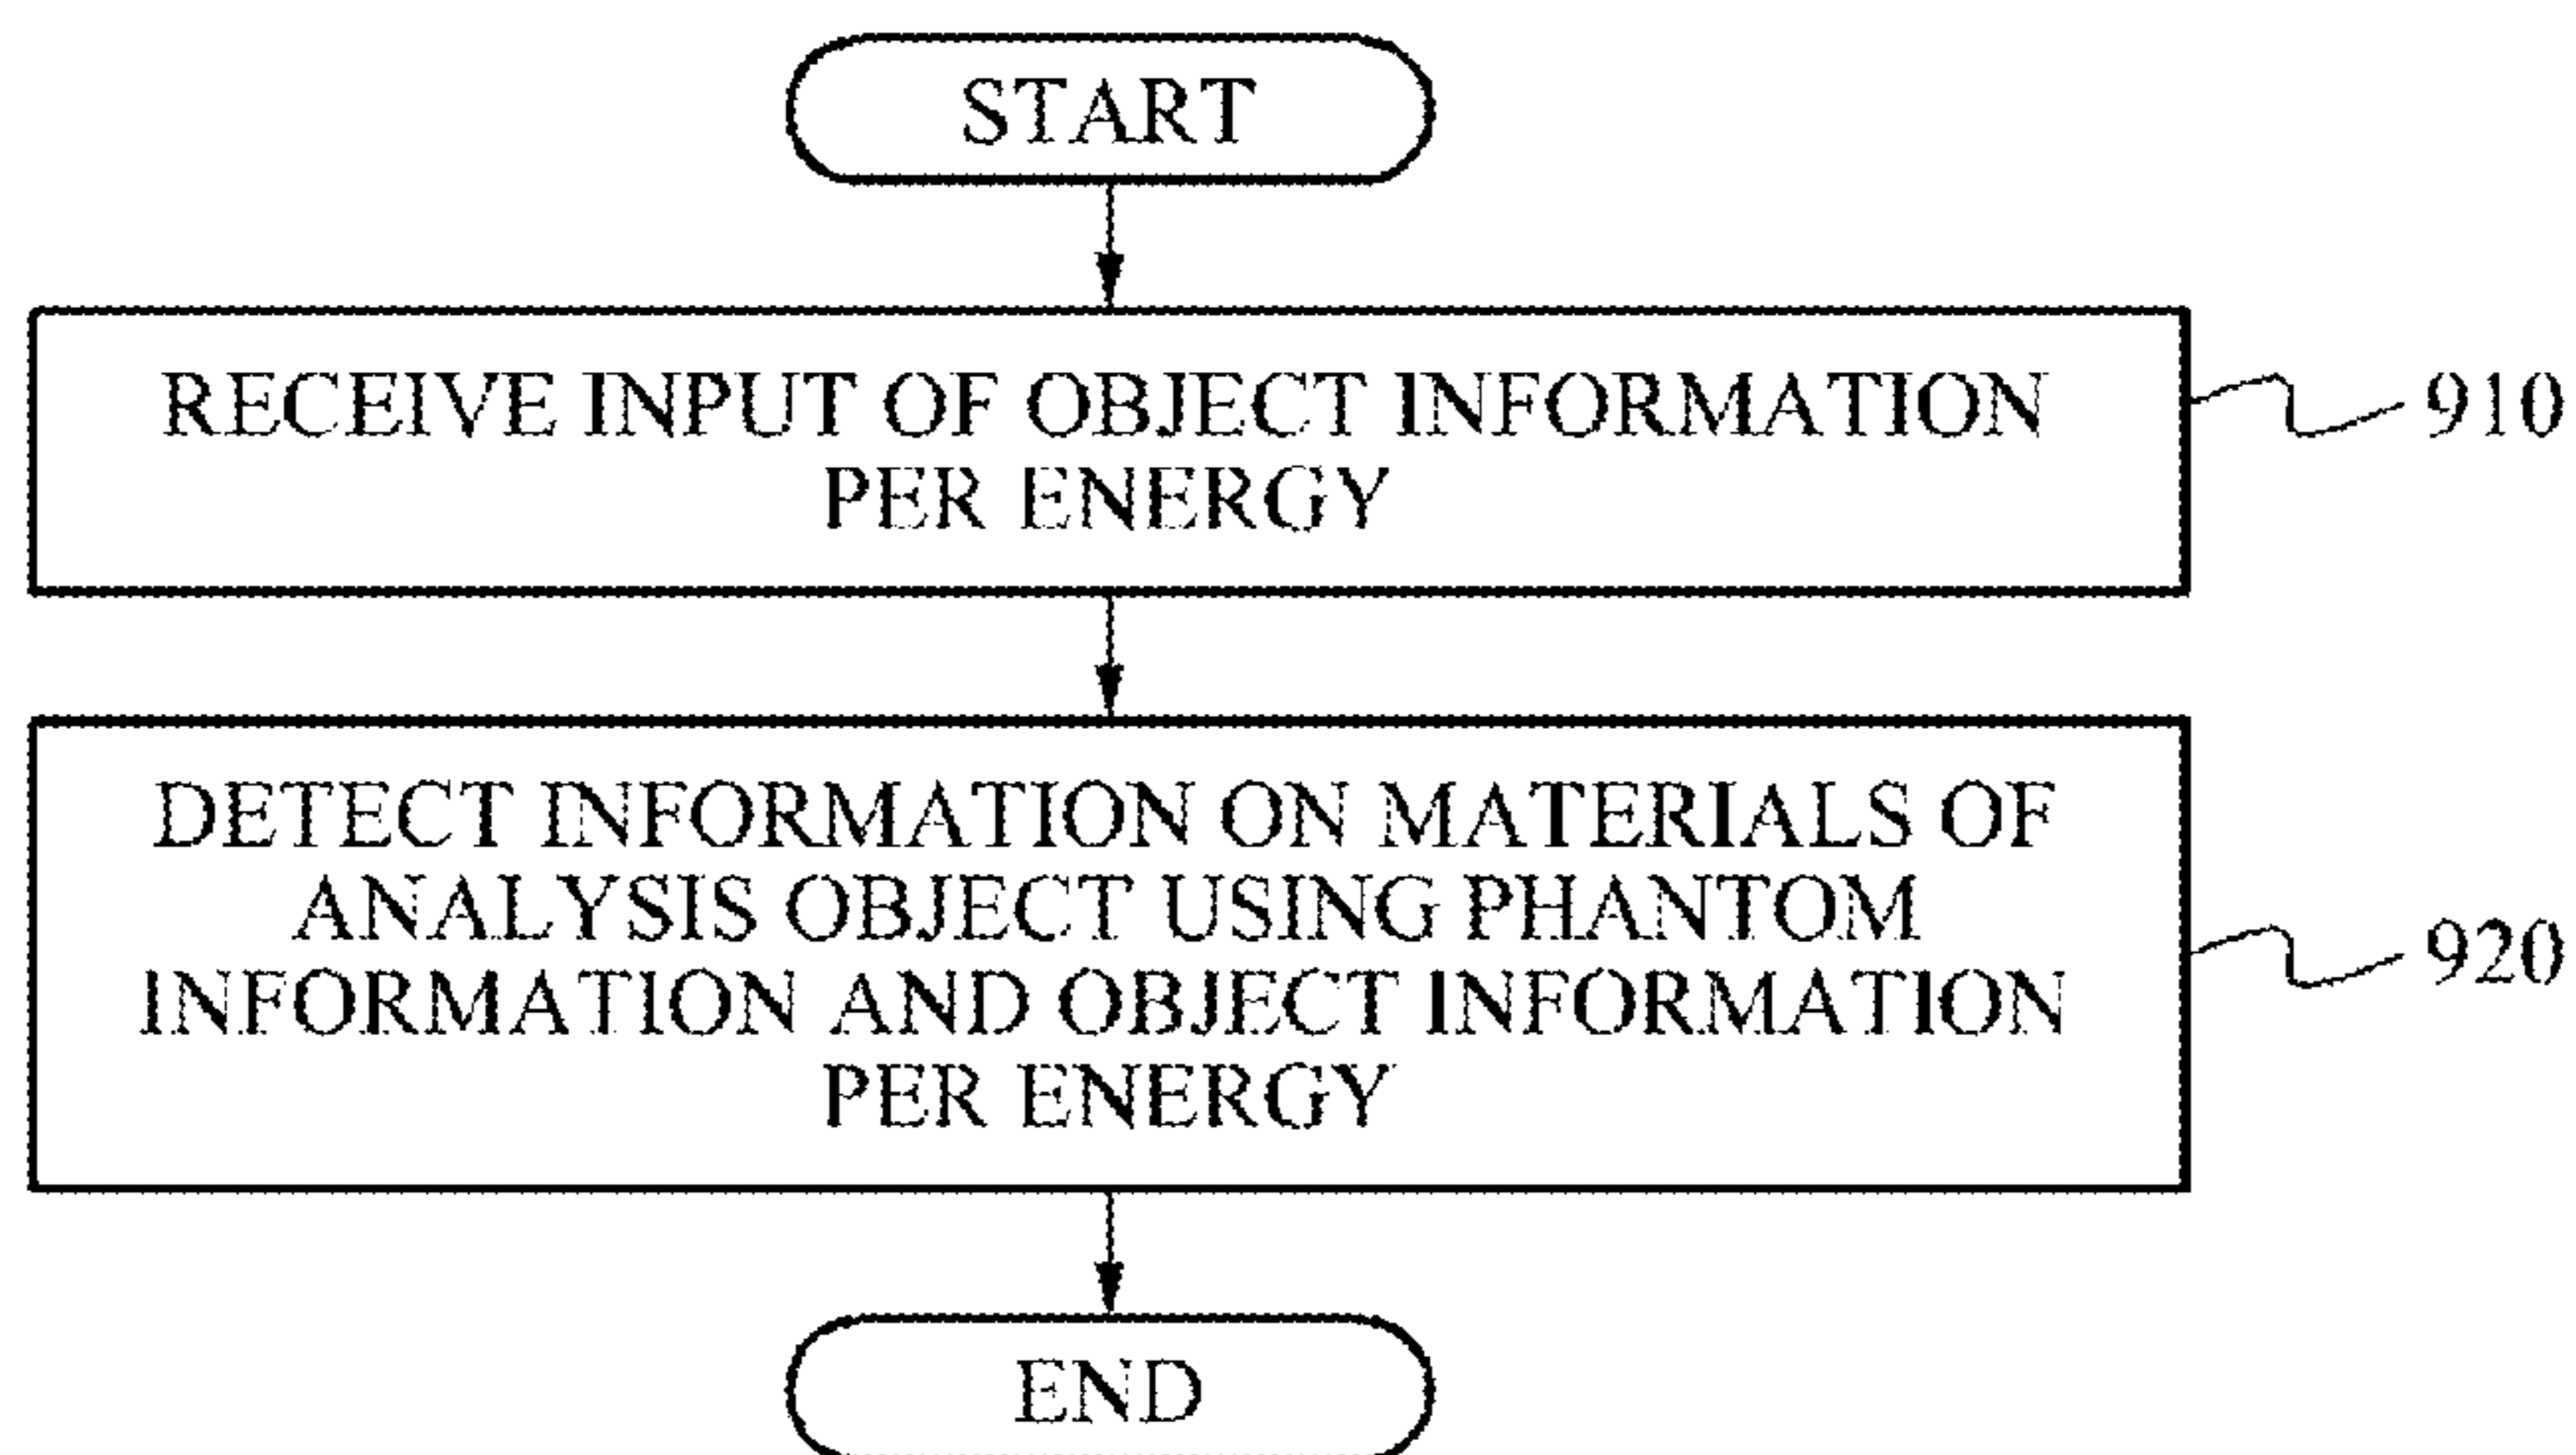 START
RECEIVE INPUT OF OBJECT INFORMATION
PER ENERGY
910
DETECT INFORMATION ON MATERIALS OF
ANALYSIS OBJECT USING PHANTOM
INFORMATION AND OBJECT INFORMATION
PER ENERGY
920
END